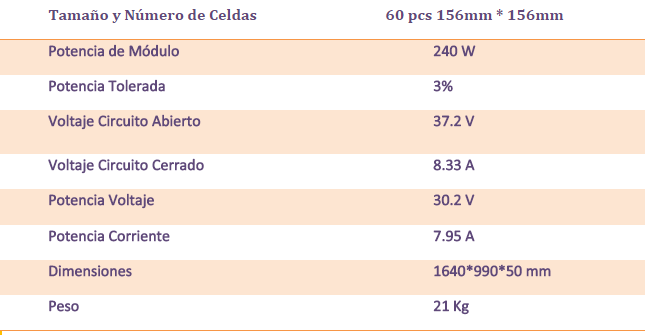 Tamaño y Número de Celdas 60 pcs 156mm * 156mm
Potencia de Módulo 240 W
Potencia Tolerada 3%
Voltaje Circuito Abierto 37.2 V
Voltaje Circuito Cerrado 8.33 A
Potencia Voltaje 30.2 V
Potencia Corriente 7.95 A
Dimensiones 1640*990*50 mm
Peso 21 Kg